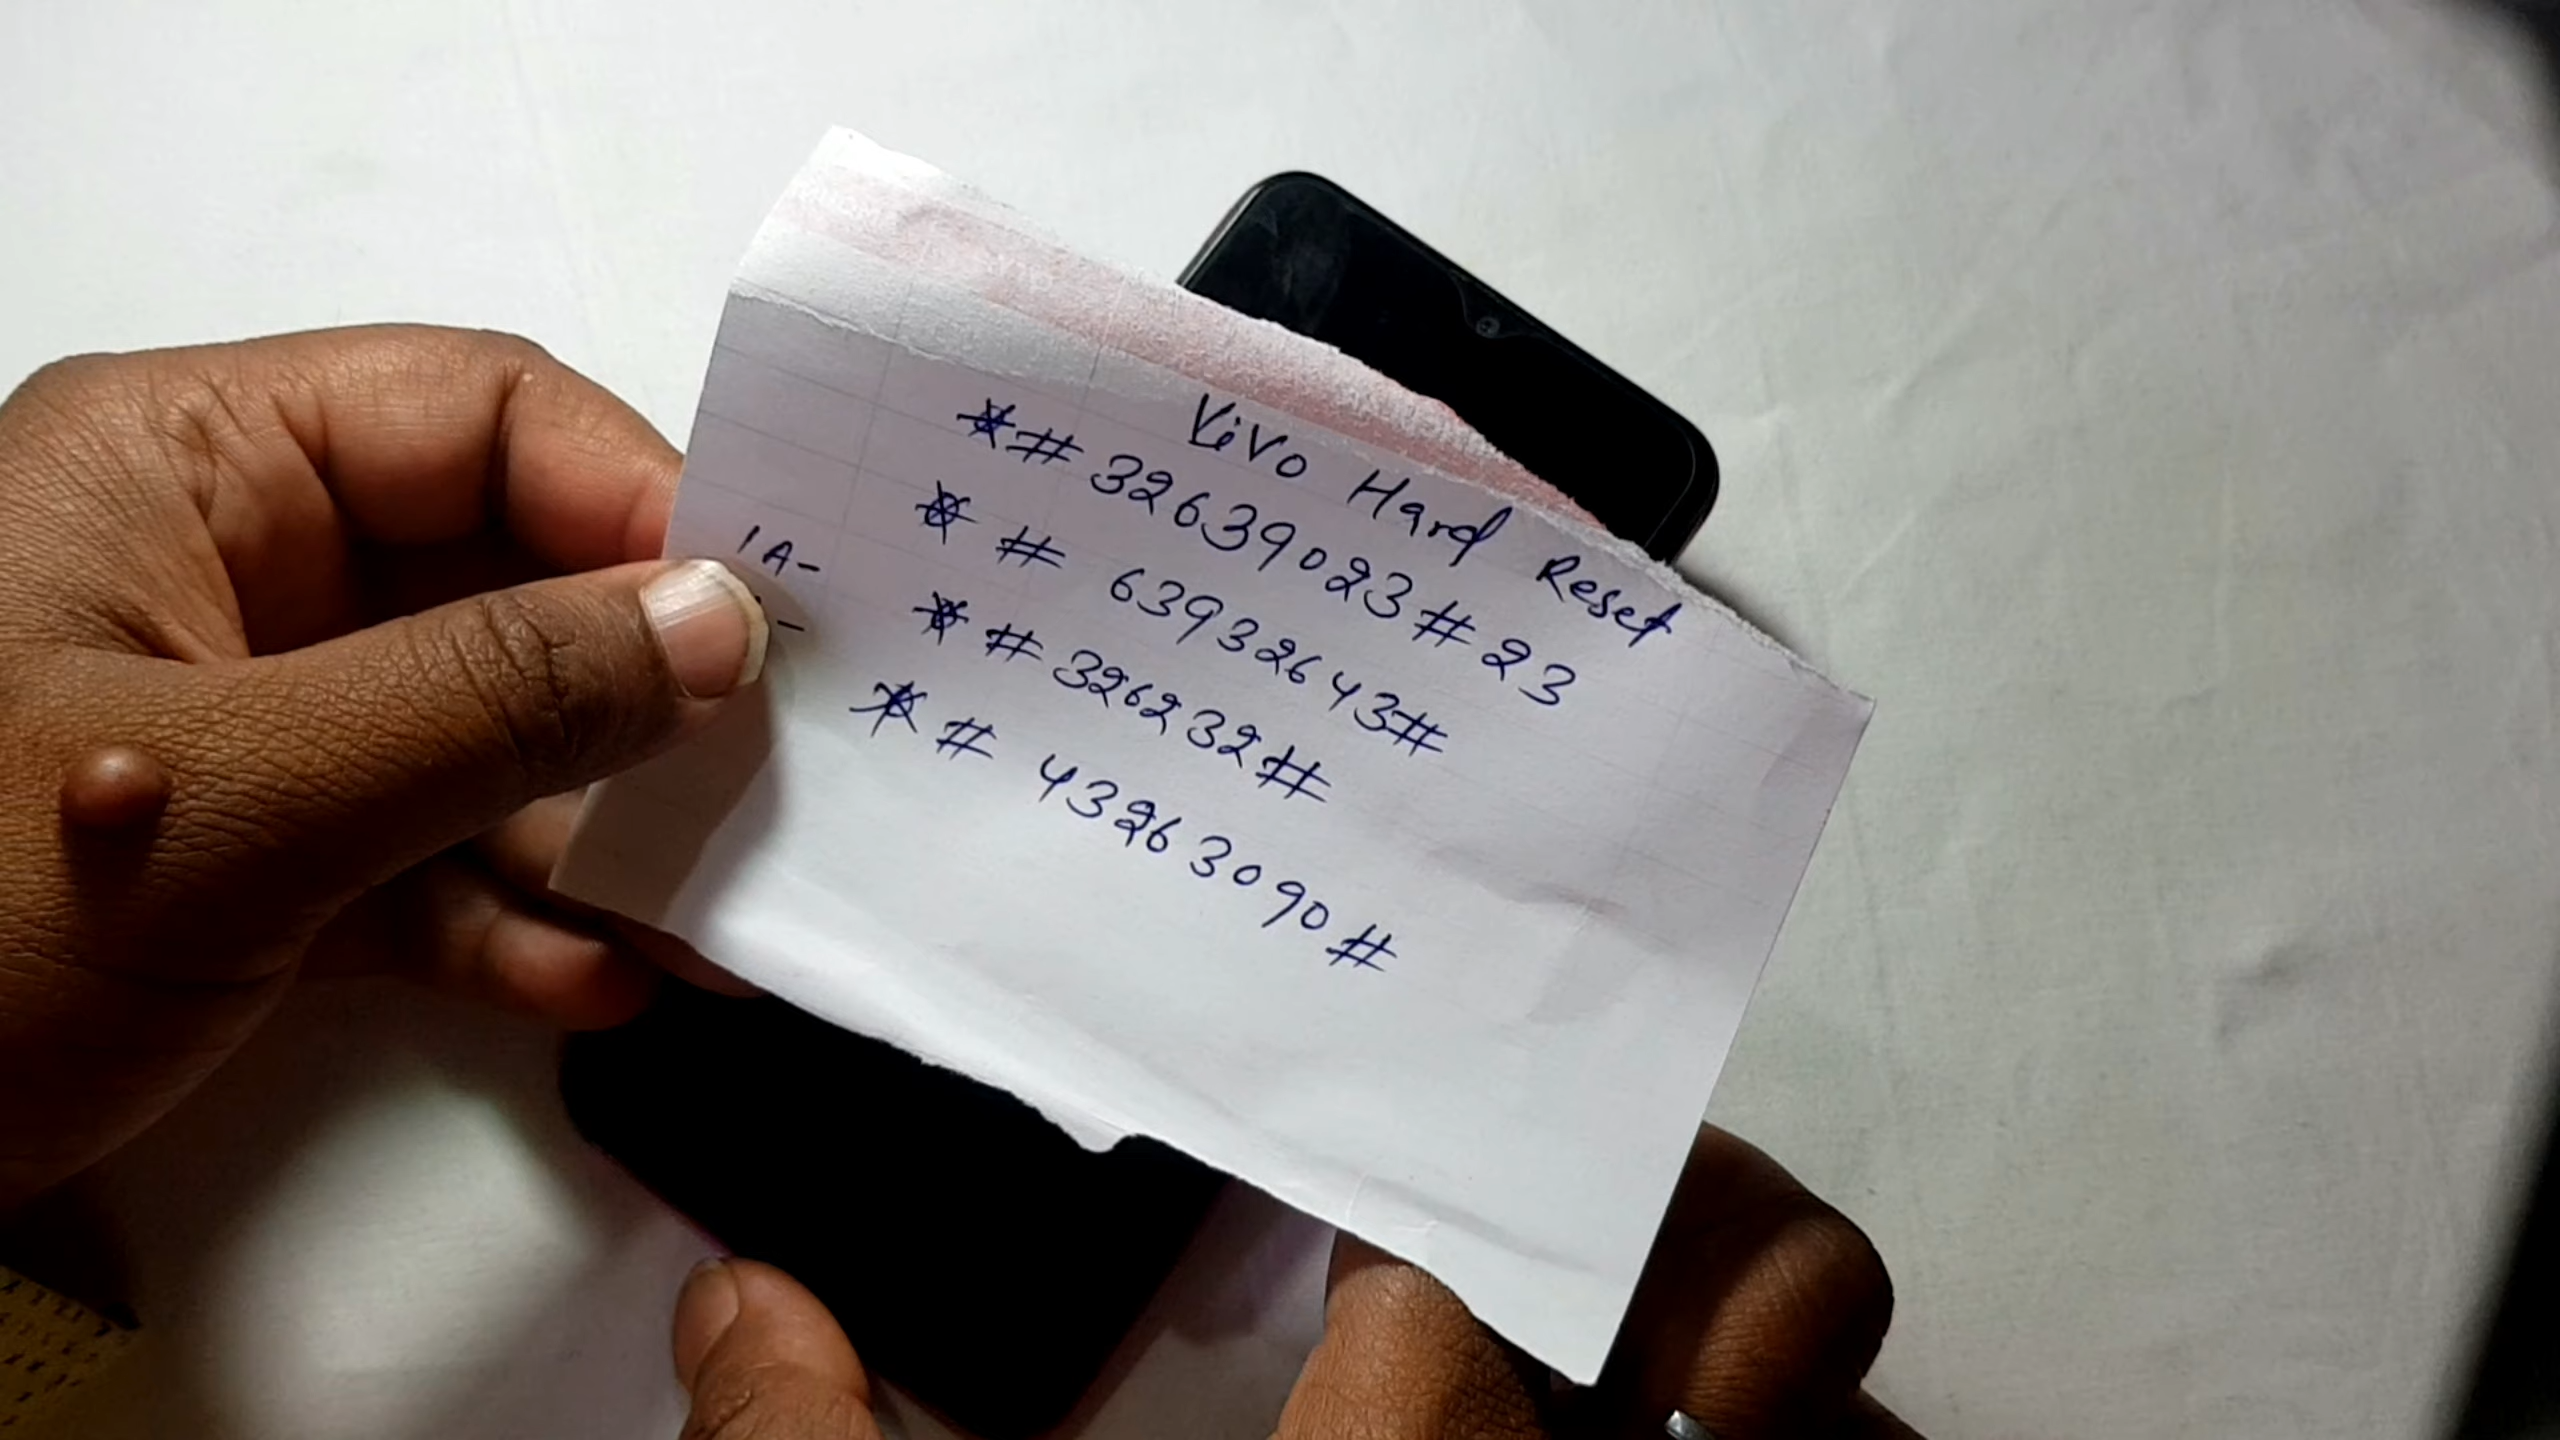 ViVo Hard Reset
*# 32639023 # 23
* # 63932643#
1A-
* # 326232#
-
* # 43263090#